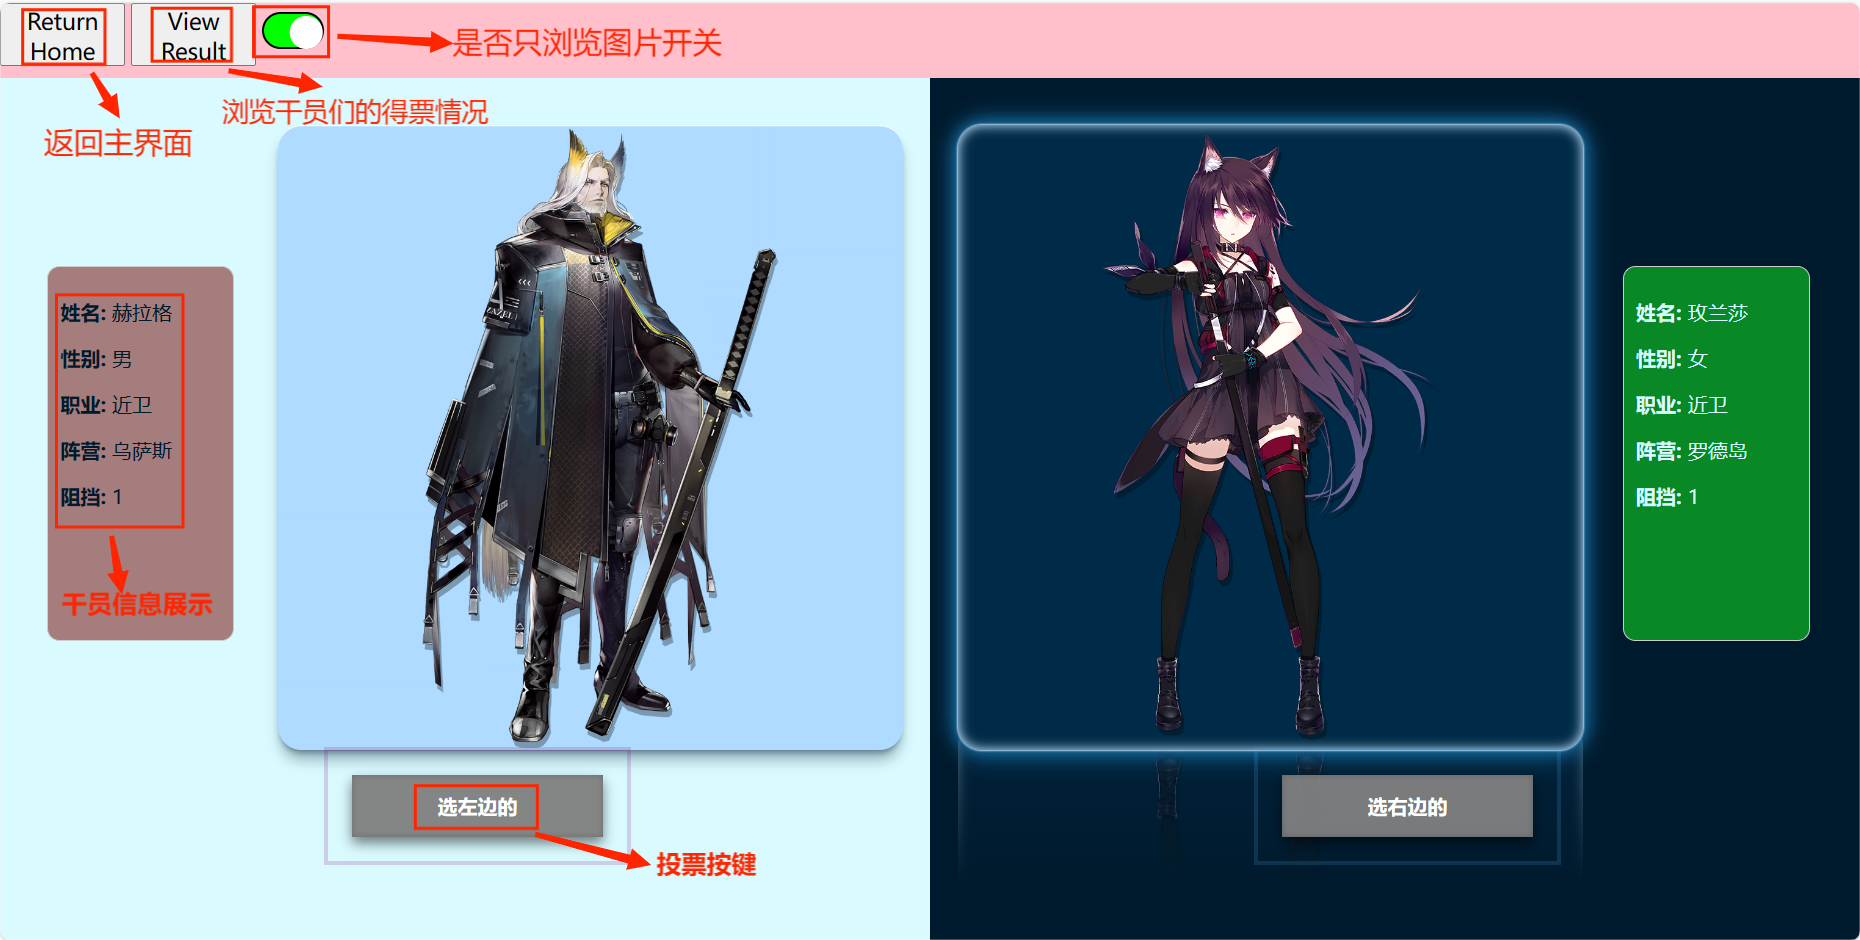 Return
Home
View
Result
是否只浏览图片开关
浏览干员们的得票情况
返回主界面
姓名: 赫拉格
性别: 男
职业: 近卫
阵营: 乌萨斯
阻挡: 1
干员信息展示
姓名: 玫兰莎
性别: 女
职业: 近卫
阵营: 罗德岛
阻挡: 1
选左边的
选右边的
投票按键